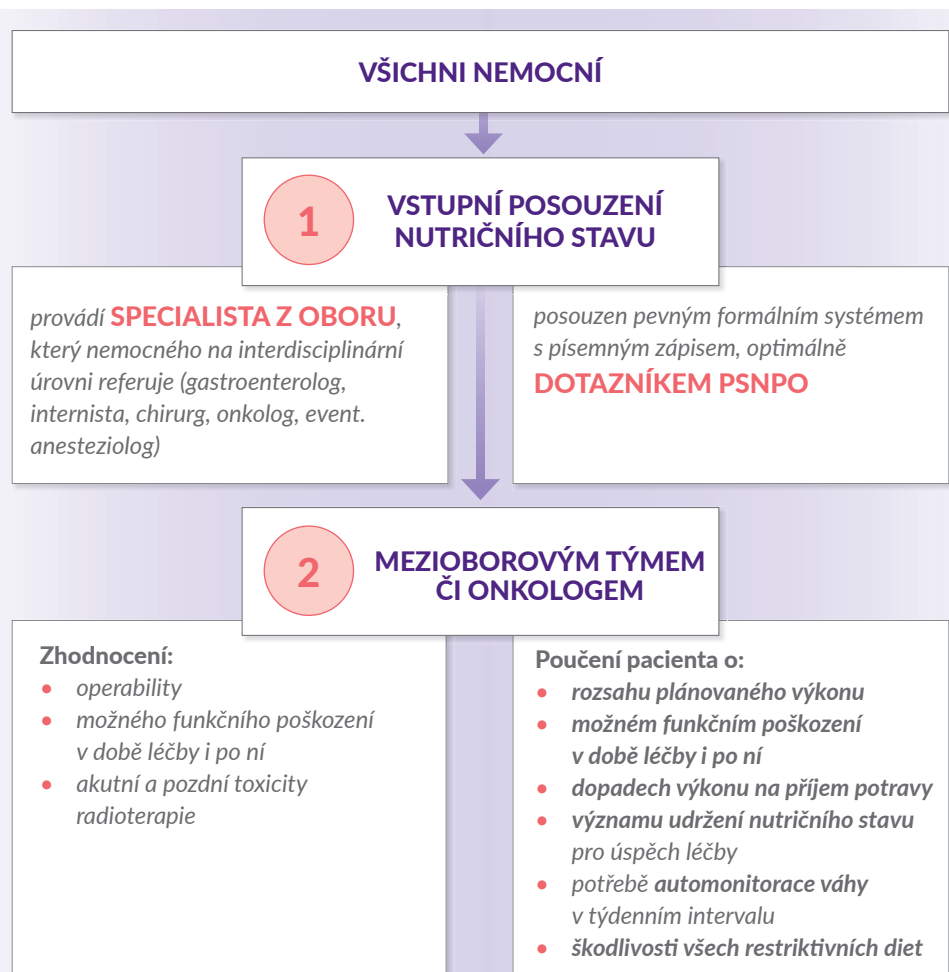 VŠICHNI NEMOCNÍ
1
VSTUPNÍ POSOUZENÍ
NUTRIČNÍHO STAVU
provádí SPECIALISTA Z OBORU,
který nemocného na interdisciplinární
úrovni referuje (gastroenterolog,
internista, chirurg, onkolog, event.
anesteziolog)
posouzen pevným formálním systémem
s písemným zápisem, optimálně
DOTAZNÍKEM PSNPO
2
MEZIOBOROVÝM TÝMEM
ČI ONKOLOGEM
Zhodnocení:
• operability
• možného funkčního poškození
v době léčby i po ní
• akutní a pozdní toxicity
radioterapie
Poučení pacienta o:
• rozsahu plánovaného výkonu
• možném funkčním poškození
v době léčby i po ní
• dopadech výkonu na příjem potravy
• významu udržení nutričního stavu
pro úspěch léčby
• potřebě automonitorace váhy
v týdenním intervalu
• škodlivosti všech restriktivních diet